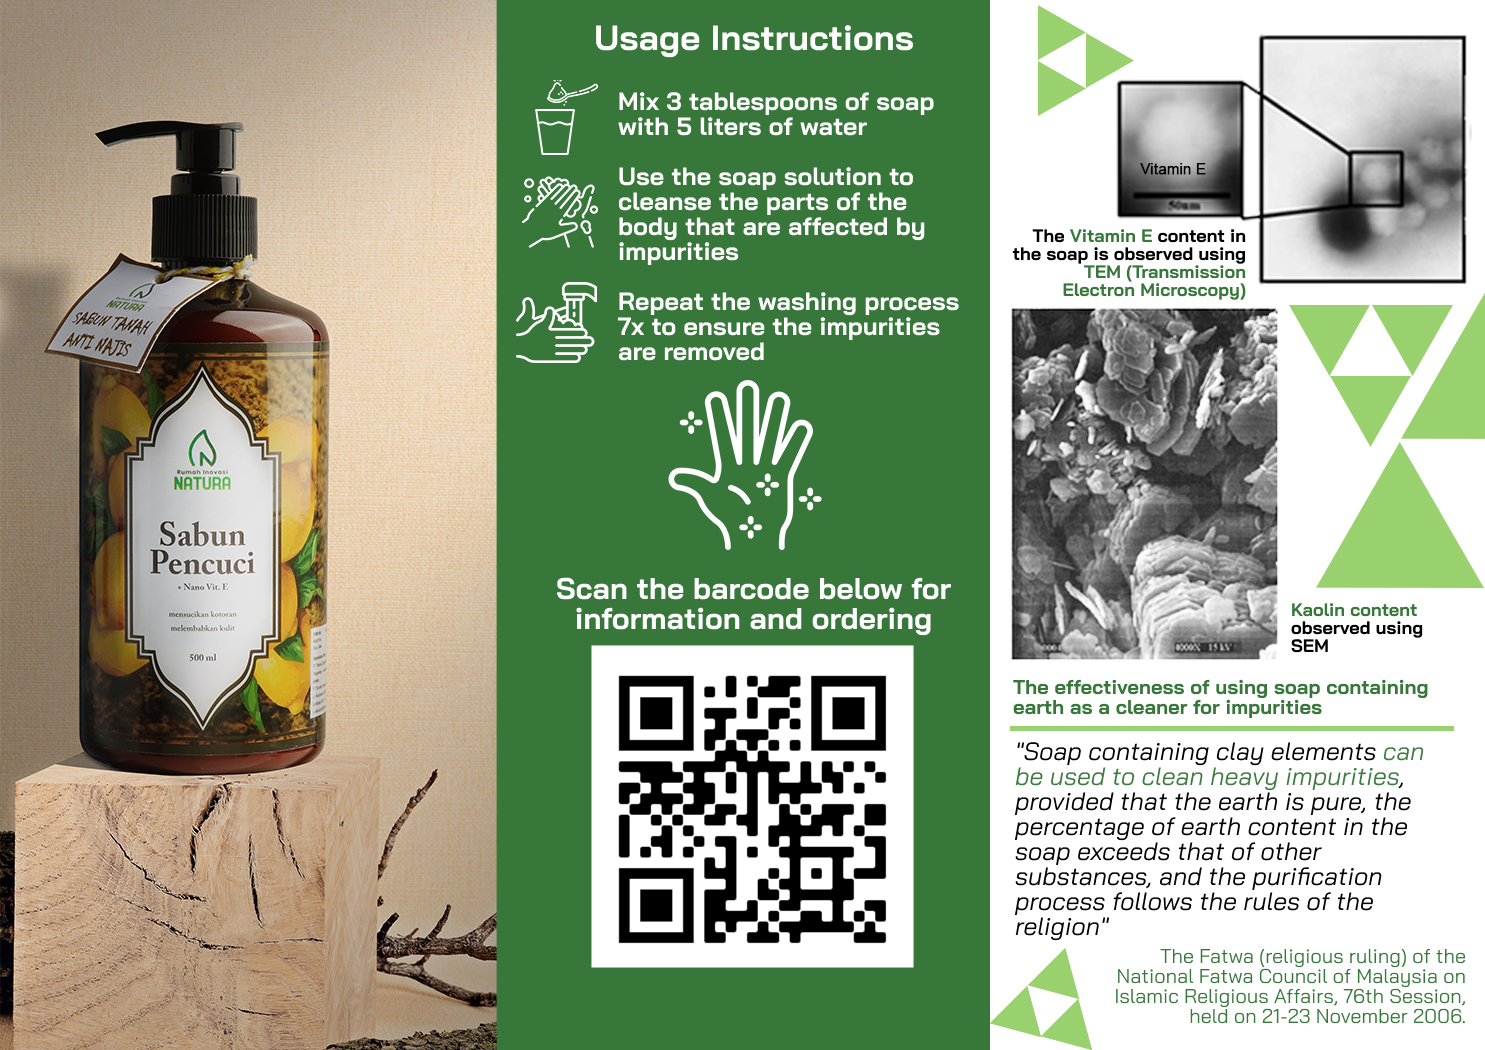 Rumah Inovasi
NATURA
SABUN TANAH
ANTI NAJIS
Rumah Inovasi
NATURA
Sabun
Pencuci
+ Nano Vit. E
mensucikan kotoran
melembabkan kulit
500 ml
Usage Instructions
Mix 3 tablespoons of soap
with 5 liters of water
Use the soap solution to
cleanse the parts of the
body that are affected by
impurities
Repeat the washing process
7x to ensure the impurities
are removed
Scan the barcode below for
information and ordering
Vitamin E
50nm
The Vitamin E content in
the soap is observed using
TEM (Transmission
Electron Microscopy)
15 kV
Kaolin content
observed using
SEM
The effectiveness of using soap containing
earth as a cleaner for impurities
"Soap containing clay elements can
be used to clean heavy impurities,
provided that the earth is pure, the
percentage of earth content in the
soap exceeds that of other
substances, and the purification
process follows the rules of the
religion"
The Fatwa (religious ruling) of the
National Fatwa Council of Malaysia on
Islamic Religious Affairs, 76th Session,
held on 21-23 November 2006.